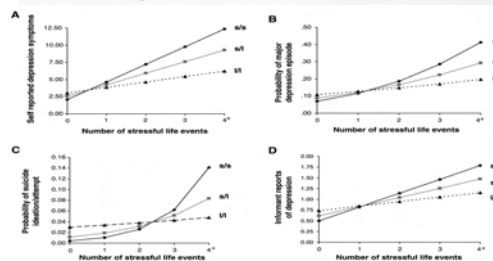 A
Self reported depression symptoms
12.50
10.00
7.50
5.00
2.50
0.00
s/s
s/l
l/l
0 1 2 3 4*
Number of stressful life events
B
Probability of major
depression episode
.50
.40
.30
.20
.10
.00
0 1 2 3 4*
Number of stressful life events
C
Probability of suicide
ideation/attempt
0.16
0.14
0.12
0.10
0.08
0.06
0.04
0.02
0.00
s/s
s/l
l/l
0 1 2 3 4*
Number of stressful life events
D
Informant reports
of depression
2.00
1.75
1.50
1.25
1.00
0.75
0.50
0.25
0.00
0 1 2 3 4*
Number of stressful life events